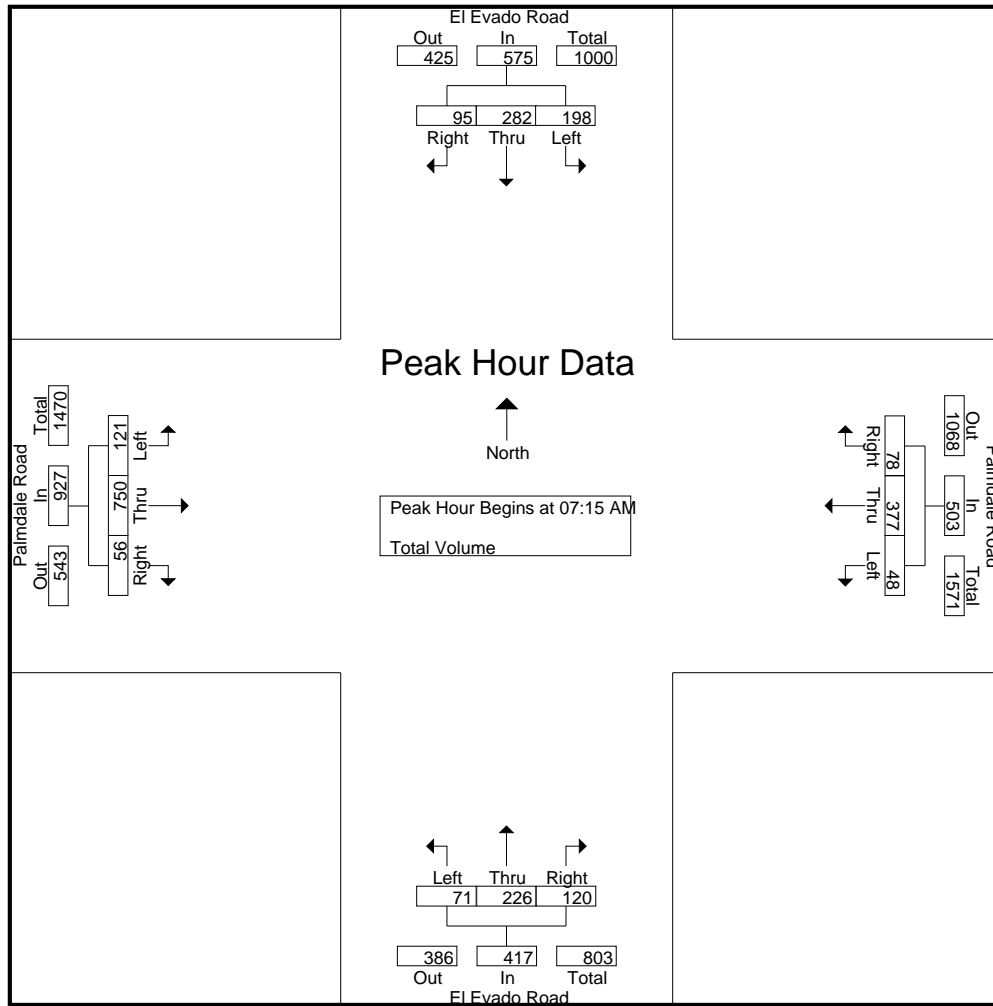 El Evado Road
Out In Total
425 575 1000
95 282 198
Right Thru Left
Peak Hour Data
North
Peak Hour Begins at 07:15 AM
Total Volume
Palmdale Road
Total In Out
1470 927 543
121 750 56
Left Thru Right
Palmdale Road
Out In Total
1068 503 1571
78 377 48
Right Thru Left
Left Thru Right
71 226 120
386 417 803
Out In Total
El Evado Road